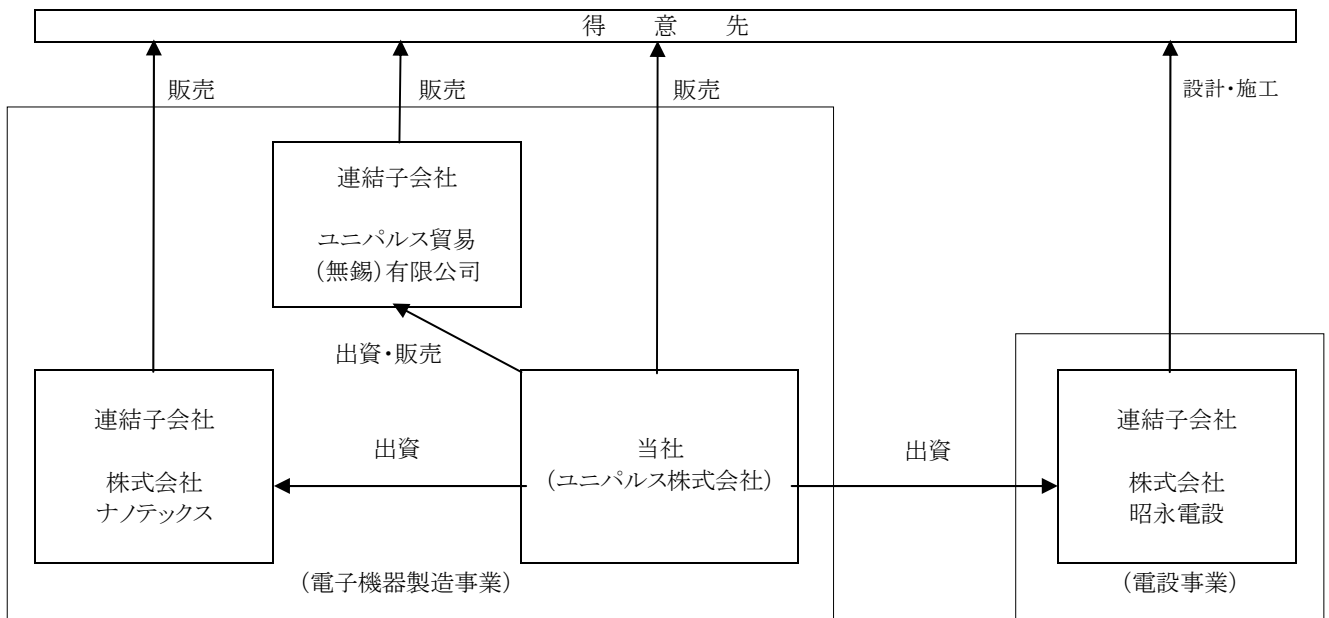 得 意 先
販売
販売
販売
設計・施工
連結子会社
ユニパルス貿易
(無錫)有限公司
出資・販売
連結子会社
株式会社
ナノテックス
出資
当社
(ユニパルス株式会社)
出資
連結子会社
株式会社
昭永電設
(電子機器製造事業)
(電設事業)